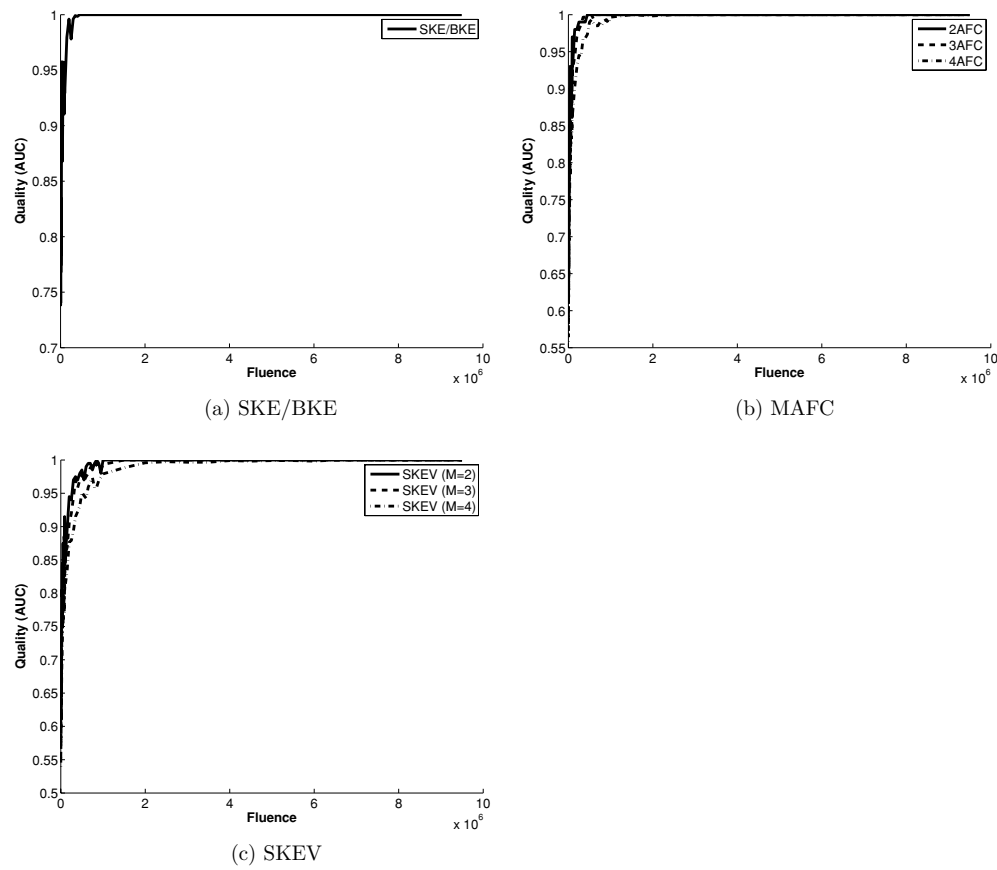 1
0.95
0.9
0.85
0.8
0.75
0.7
0 2 4 6 8 10
x 10^6
Quality (AUC)
Fluence
SKE/BKE
(a) SKE/BKE
1
0.95
0.9
0.85
0.8
0.75
0.7
0.65
0.6
0.55
0 2 4 6 8 10
x 10^6
Quality (AUC)
Fluence
2AFC
3AFC
4AFC
(b) MAFC
1
0.95
0.9
0.85
0.8
0.75
0.7
0.65
0.6
0.55
0.5
0 2 4 6 8 10
x 10^6
Quality (AUC)
Fluence
SKEV (M=2)
SKEV (M=3)
SKEV (M=4)
(c) SKEV